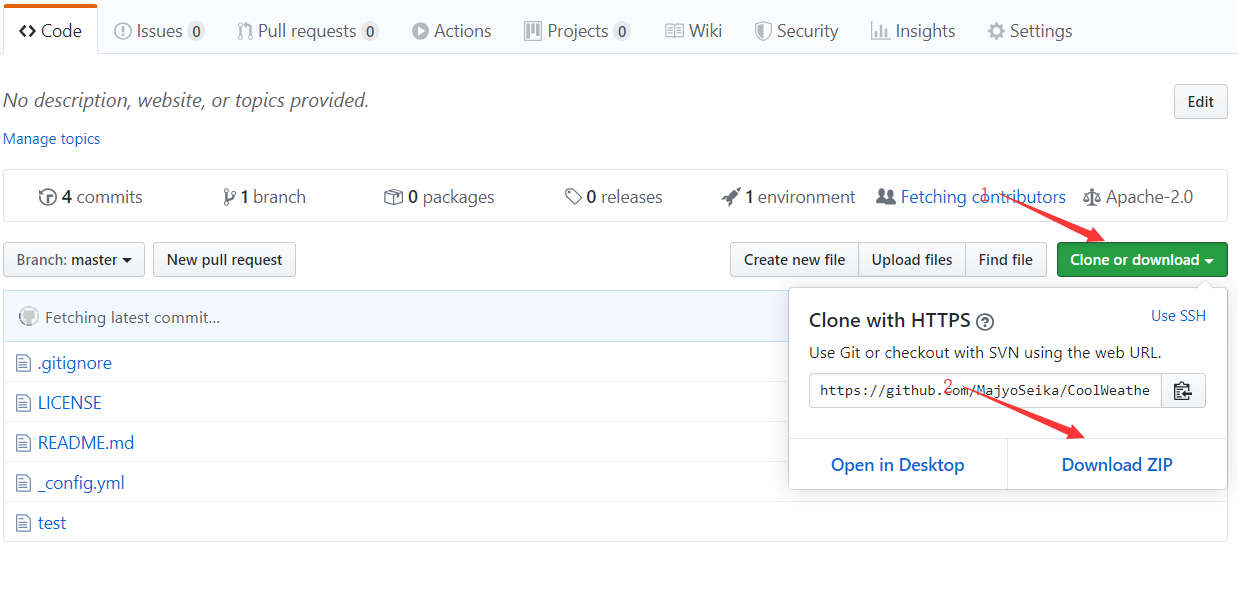 Code Issues 0 Pull requests 0 Actions Projects 0 Wiki Security Insights Settings
No description, website, or topics provided. Edit
Manage topics
4 commits 1 branch 0 packages 0 releases 1 environment Fetching contributors Apache-2.0
1
Branch: master New pull request Create new file Upload files Find file Clone or download
Fetching latest commit...
Clone with HTTPS ? Use SSH
Use Git or checkout with SVN using the web URL.
https://github.com/MajyoSeika/CoolWeathe
2
Open in Desktop Download ZIP
.gitignore
LICENSE
README.md
_config.yml
test